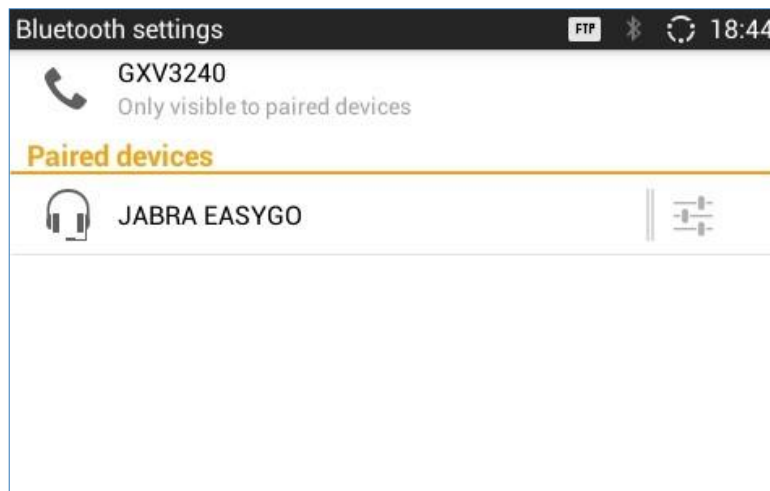 Bluetooth settings FTP 18:44
GXV3240
Only visible to paired devices
Paired devices
JABRA EASYGO